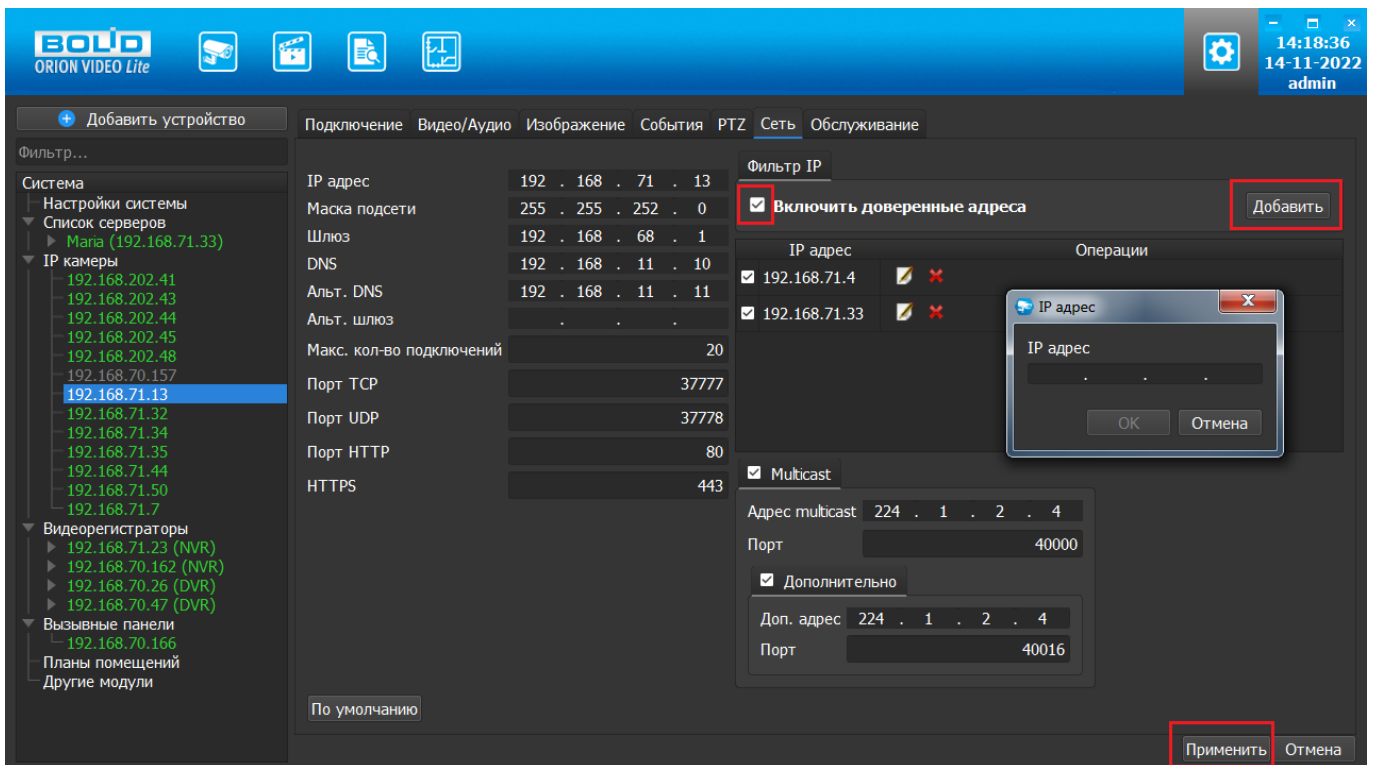 BOLID
ORION VIDEO Lite
14:18:36
14-11-2022
admin
Добавить устройство
Фильтр...
Система
Настройки системы
Список серверов
Maria (192.168.71.33)
IP камеры
192.168.202.41
192.168.202.43
192.168.202.44
192.168.202.45
192.168.202.48
192.168.70.157
192.168.71.13
192.168.71.32
192.168.71.34
192.168.71.35
192.168.71.44
192.168.71.50
192.168.71.7
Видеорегистраторы
192.168.71.23 (NVR)
192.168.70.162 (NVR)
192.168.70.26 (DVR)
192.168.70.47 (DVR)
Вызывные панели
192.168.70.166
Планы помещений
Другие модули
Подключение Видео/Аудио Изображение События PTZ Сеть Обслуживание
IP адрес 192 . 168 . 71 . 13
Маска подсети 255 . 255 . 252 . 0
Шлюз 192 . 168 . 68 . 1
DNS 192 . 168 . 11 . 10
Альт. DNS 192 . 168 . 11 . 11
Альт. шлюз . . .
Макс. кол-во подключений 20
Порт TCP 37777
Порт UDP 37778
Порт HTTP 80
HTTPS 443
По умолчанию
Фильтр IP
Включить доверенные адреса Добавить
IP адрес Операции
192.168.71.4
192.168.71.33
IP адрес
IP адрес
. . .
OK Отмена
Multicast
Адрес multicast 224 . 1 . 2 . 4
Порт 40000
Дополнительно
Доп. адрес 224 . 1 . 2 . 4
Порт 40016
Применить Отмена